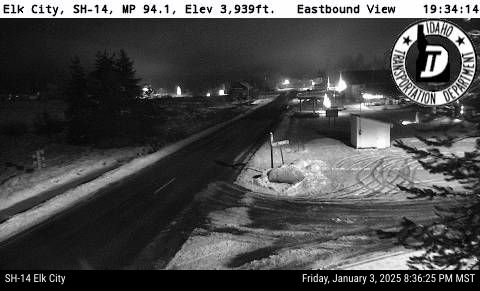 Elk City, SH-14, MP 94.1, Elev 3,939ft.   Eastbound View   19:34:14
IDAHO
TRANSPORTATION DEPARTMENT
SH-14 Elk City   Friday, January 3, 2025 8:36:25 PM MST